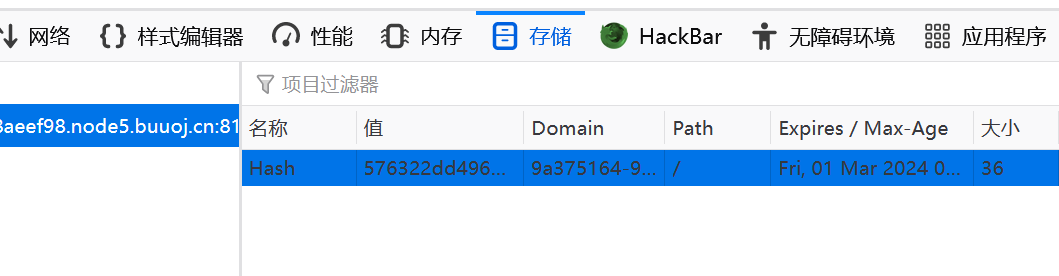 网络 样式编辑器 性能 内存 存储 HackBar 无障碍环境 应用程序
项目过滤器
3aeef98.node5.buuoj.cn:81
名称 值 Domain Path Expires / Max-Age 大小
Hash 576322dd496... 9a375164-9... / Fri, 01 Mar 2024 0... 36